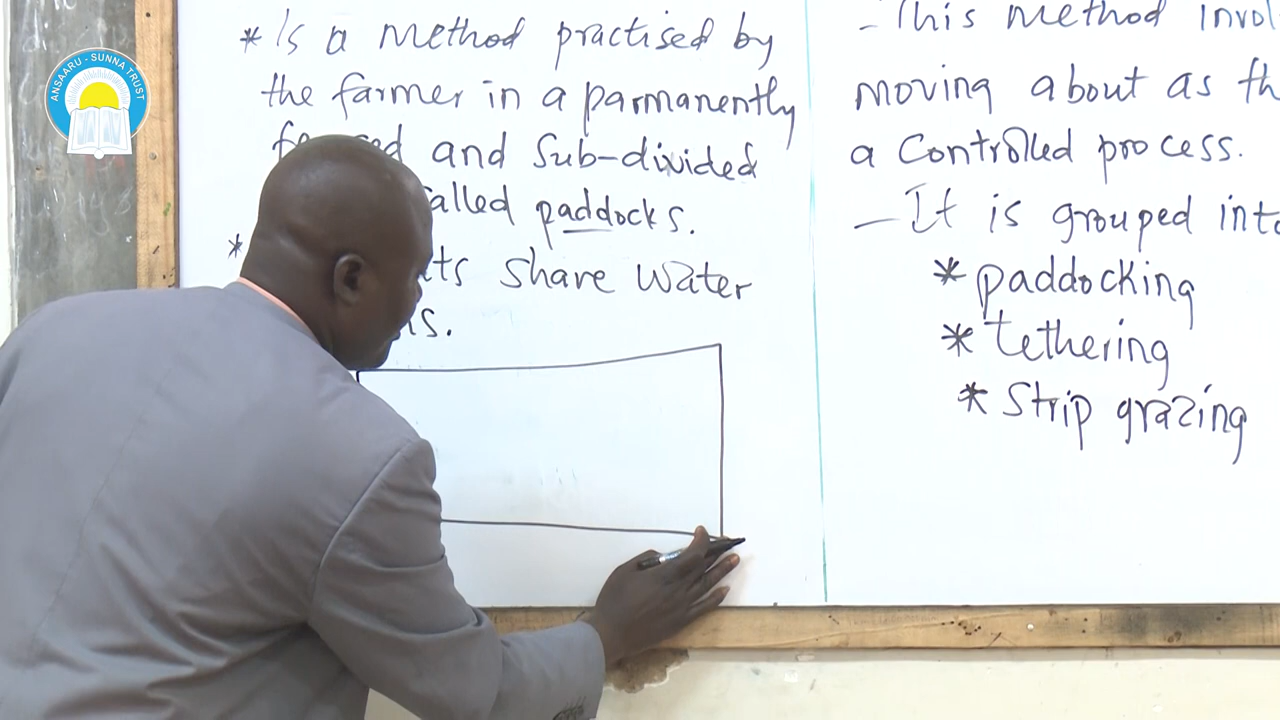 ANSAARU - SUNNA TRUST
* Is a method practised by
the farmer in a parmanently
and sub-divided
alled paddocks.
*
share water
- This method invol
moving about as th
a controlled process.
- It is grouped into
* paddocking
* tethering
* Strip grazing